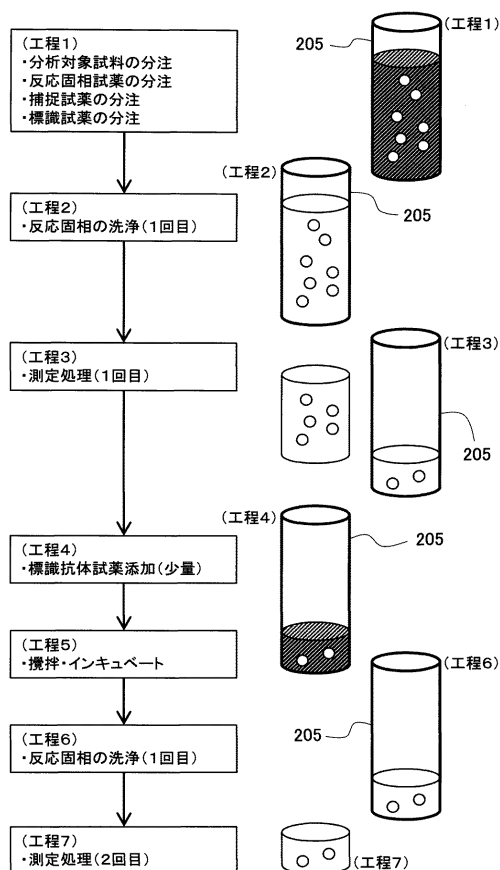 (工程1)
・分析対象試料の分注
・反応固相試薬の分注
・捕捉試薬の分注
・標識試薬の分注
205
(工程1)
(工程2)
・反応固相の洗浄(1回目)
(工程2)
205
(工程3)
・測定処理(1回目)
(工程3)
205
(工程4)
・標識抗体試薬添加(少量)
(工程4)
205
(工程5)
・攪拌・インキュベート
(工程6)
・反応固相の洗浄(1回目)
(工程6)
205
(工程7)
・測定処理(2回目)
(工程7)